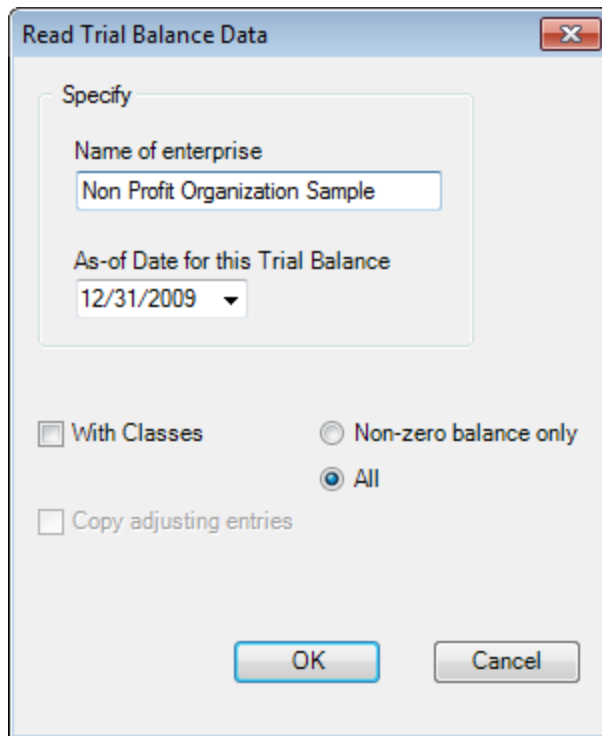 Read Trial Balance Data
Specify
Name of enterprise
Non Profit Organization Sample
As-of Date for this Trial Balance
12/31/2009
With Classes
Non-zero balance only
All
Copy adjusting entries
OK
Cancel